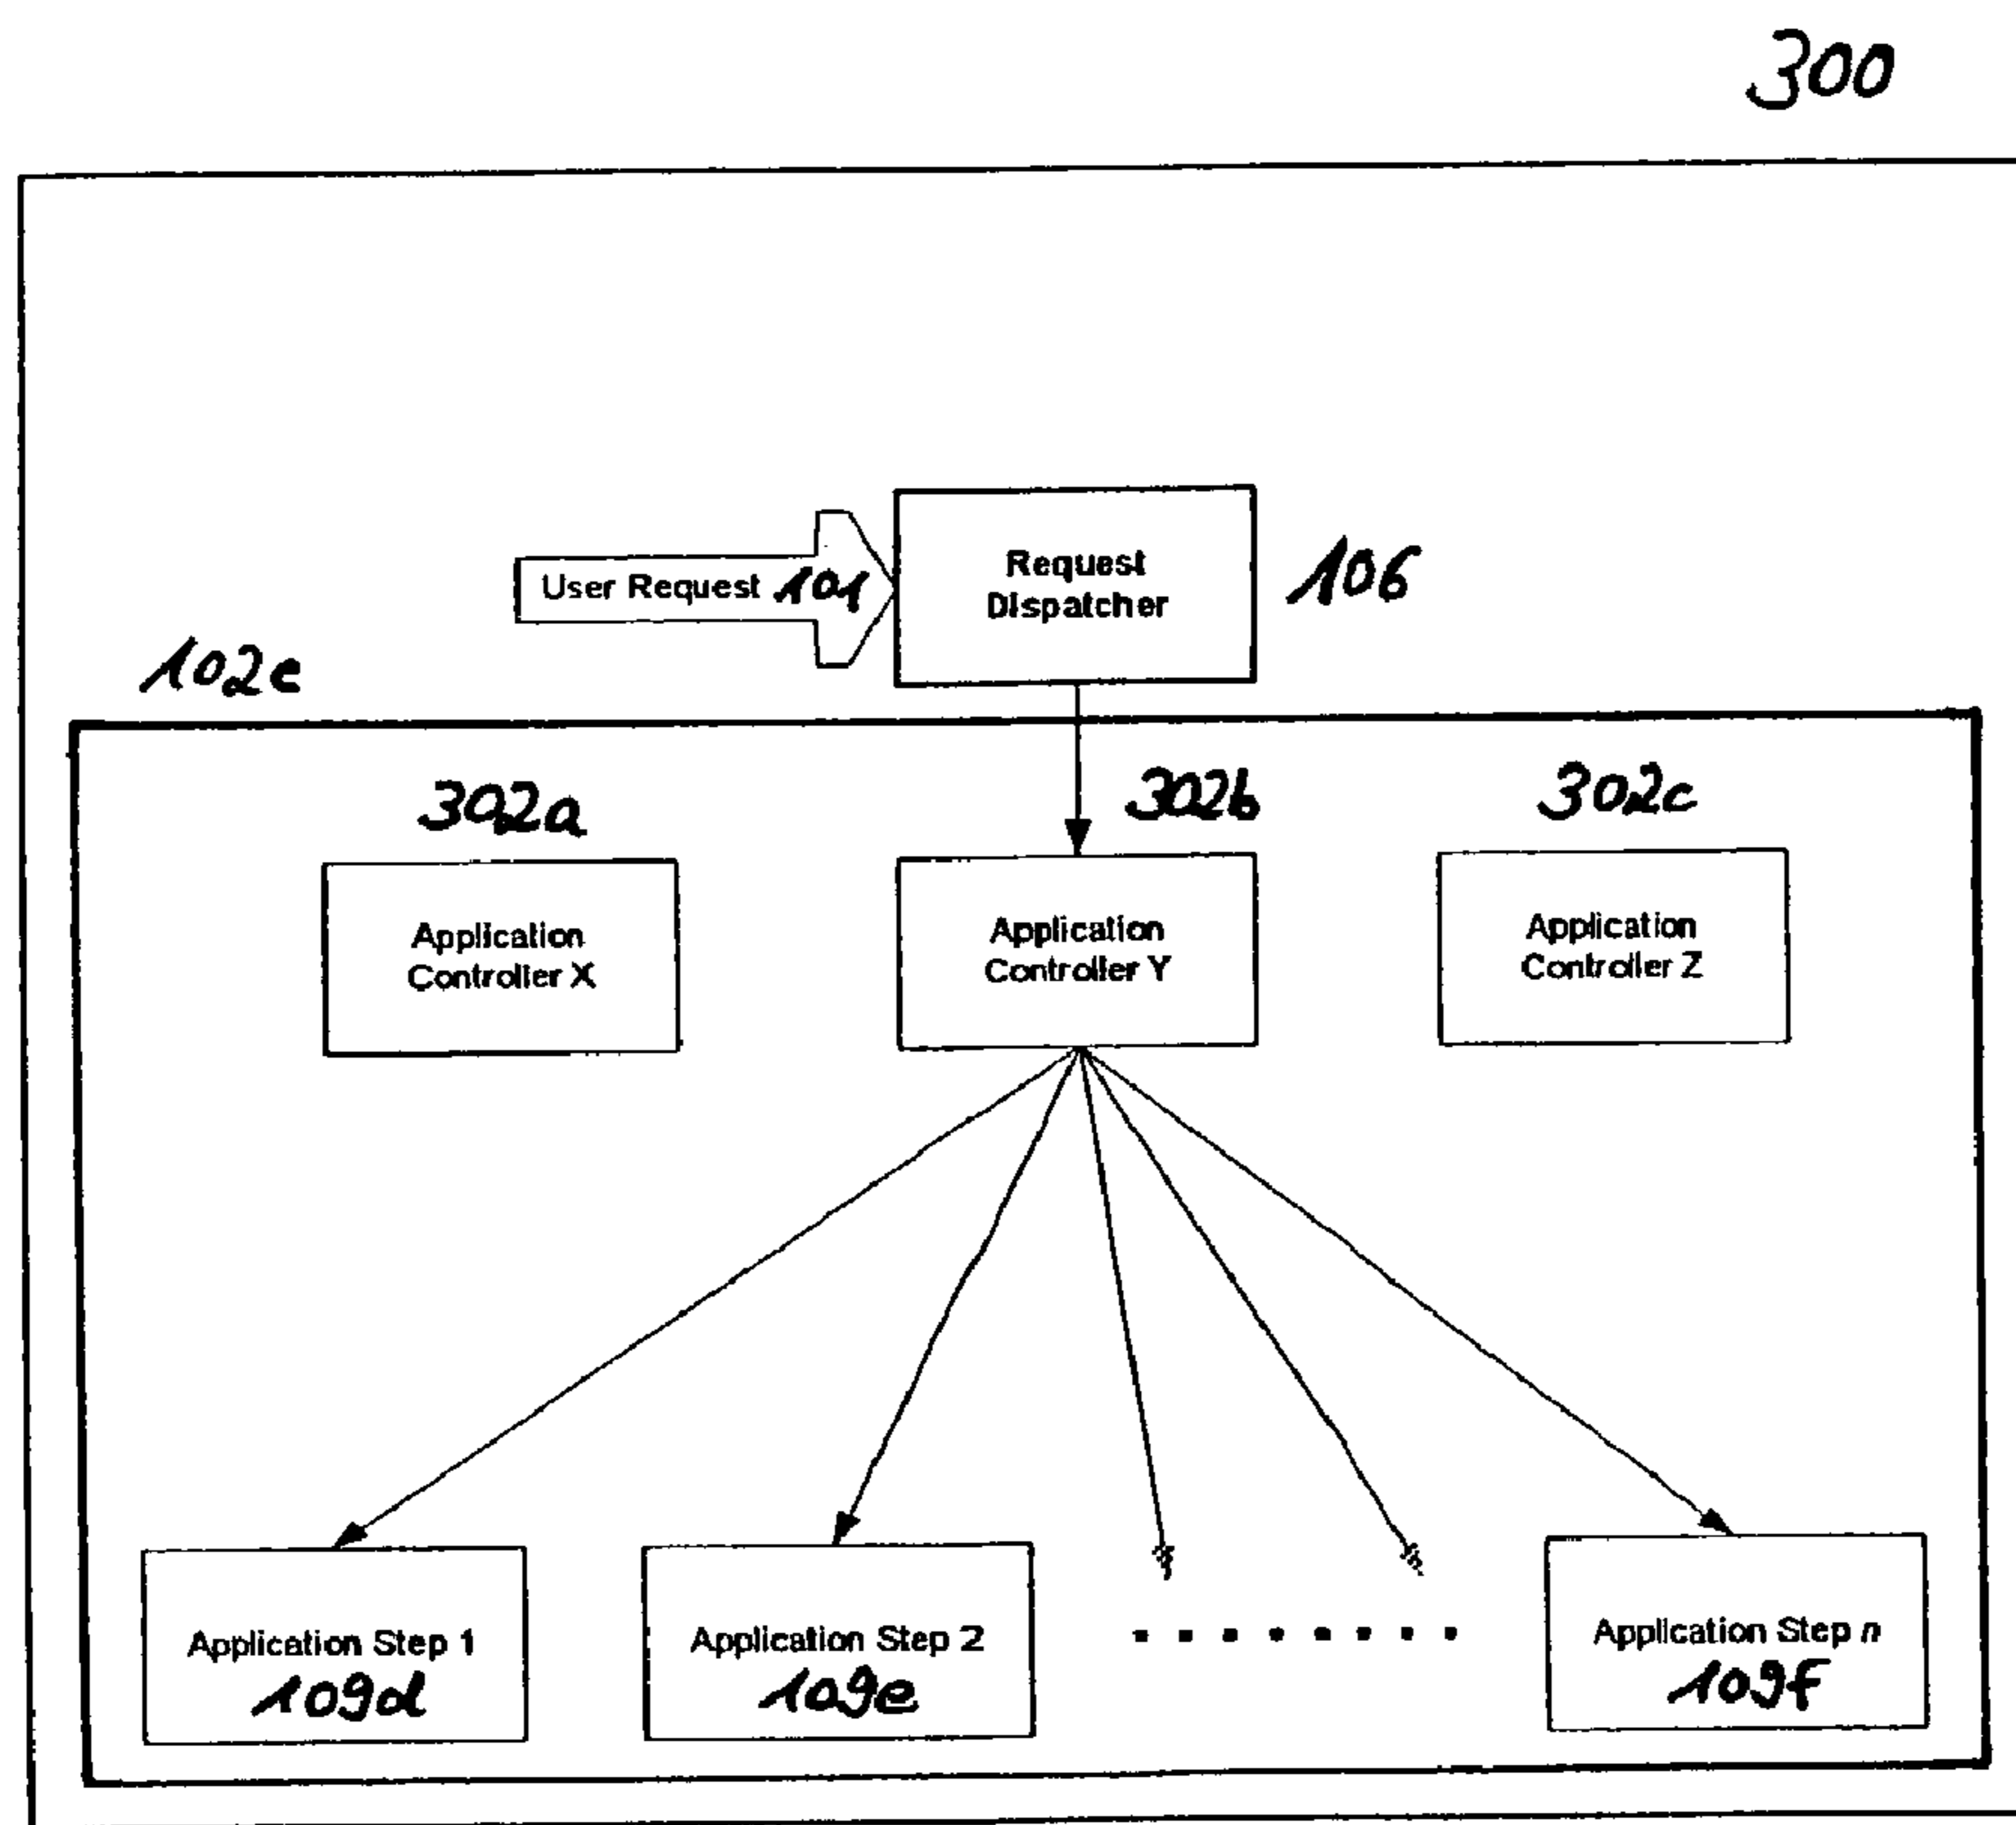 300
Request
Dispatcher
User Request 101
106
102e
302a
302b
302c
Application
Controller X
Application
Controller Y
Application
Controller Z
Application Step 1
109d
Application Step 2
109e
Application Step n
109f